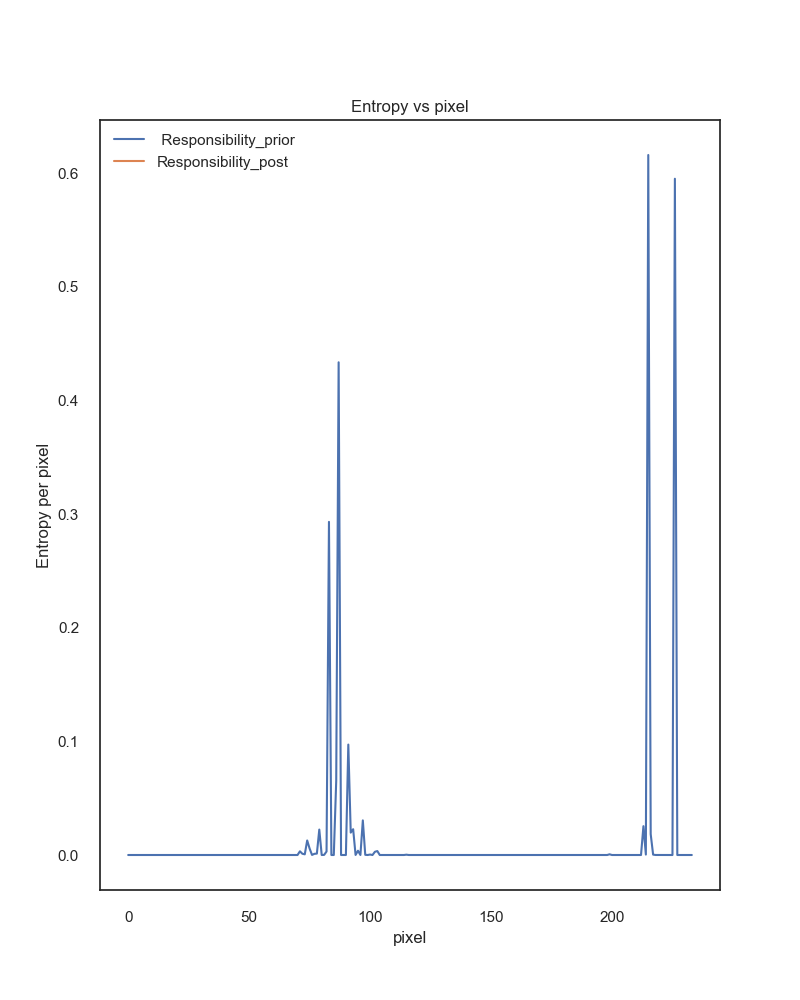 Entropy vs pixel
Responsibility_prior
Responsibility_post
0.6
0.5
0.4
0.3
0.2
0.1
0.0
Entropy per pixel
0 50 100 150 200
pixel